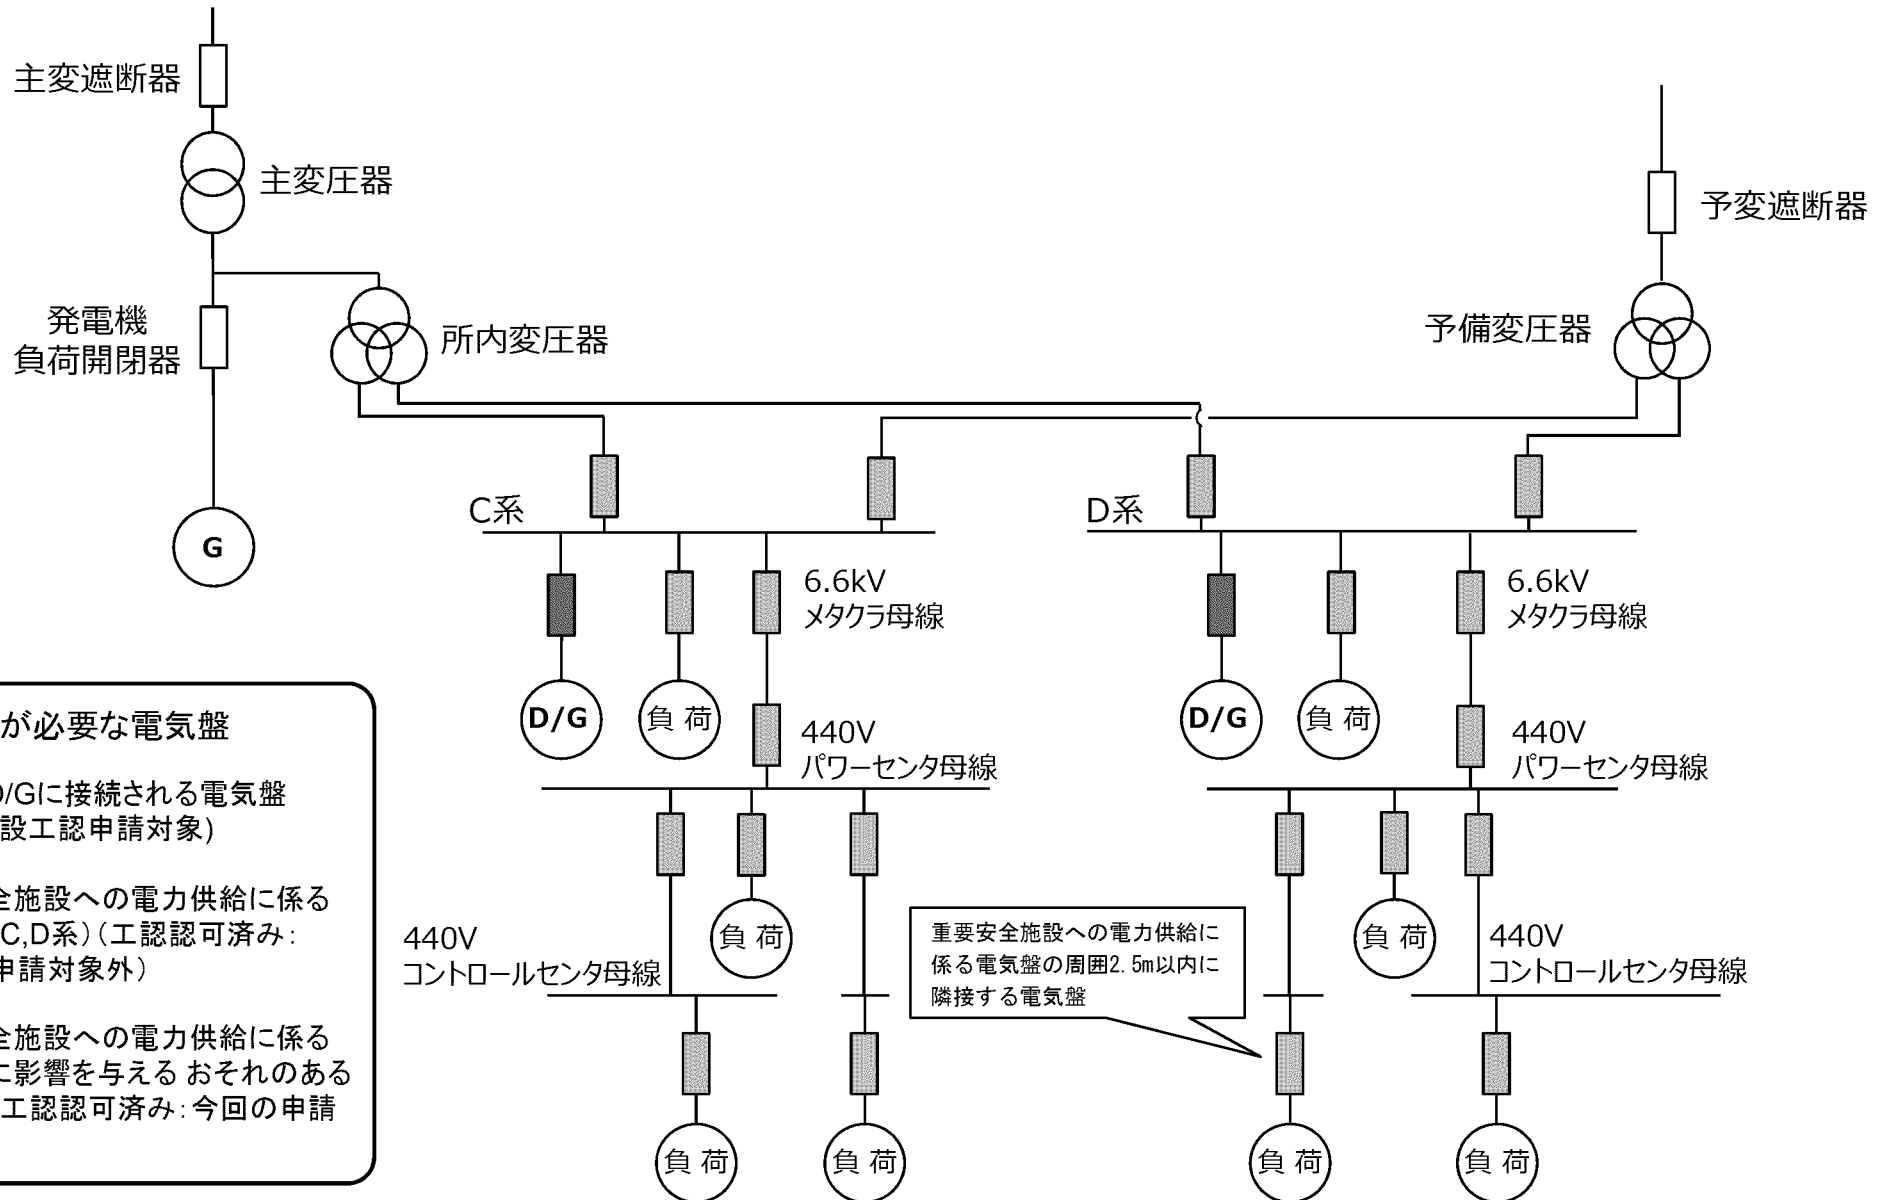 主変遮断器
主変圧器
予変遮断器
発電機
負荷開閉器
所内変圧器
予備変圧器
C系
D系
G
6.6kV
メタクラ母線
6.6kV
メタクラ母線
D/G
負 荷
D/G
負 荷
440V
パワーセンタ母線
440V
パワーセンタ母線
が必要な電気盤
D/Gに接続される電気盤
設工認申請対象)
全施設への電力供給に係る
C,D系）（工認認可済み：
申請対象外）
全施設への電力供給に係る
に影響を与える おそれのある
工認認可済み：今回の申請
440V
コントロールセンタ母線
負 荷
重要安全施設への電力供給に
係る電気盤の周囲2.5m以内に
隣接する電気盤
負 荷
440V
コントロールセンタ母線
負 荷
負 荷
負 荷
負 荷